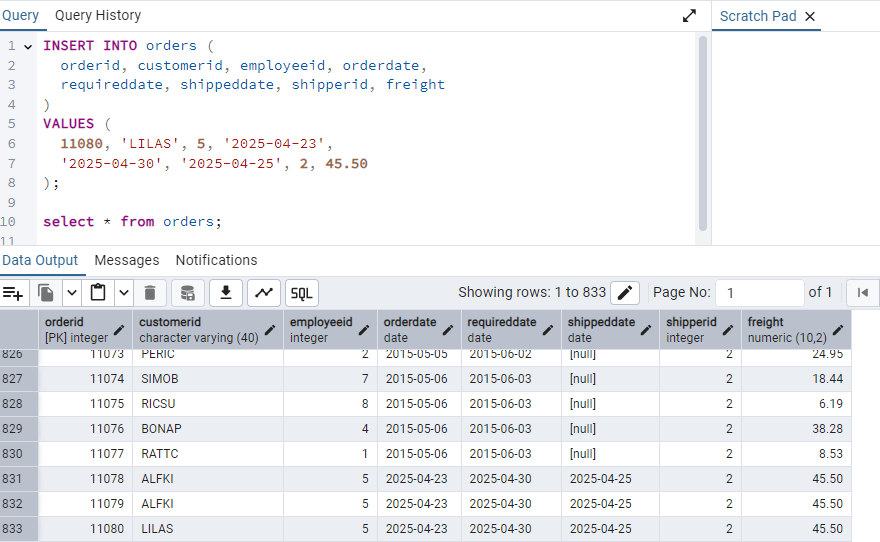 Query Query History Scratch Pad
1 INSERT INTO orders (
2 orderid, customerid, employeeid, orderdate,
3 requireddate, shippeddate, shipperid, freight
4 )
5 VALUES (
6 11080, 'LILAS', 5, '2025-04-23',
7 '2025-04-30', '2025-04-25', 2, 45.50
8 );
9
10 select * from orders;
11
Data Output Messages Notifications
SQL Showing rows: 1 to 833 Page No: 1 of 1
orderid customerid employeeid orderdate requireddate shippeddate shipperid freight
[PK] integer character varying (40) integer date date date integer numeric (10,2)
826 11073 PERIC 2 2015-05-05 2015-06-02 [null] 2 24.95
827 11074 SIMOB 7 2015-05-06 2015-06-03 [null] 2 18.44
828 11075 RICSU 8 2015-05-06 2015-06-03 [null] 2 6.19
829 11076 BONAP 4 2015-05-06 2015-06-03 [null] 2 38.28
830 11077 RATTC 1 2015-05-06 2015-06-03 [null] 2 8.53
831 11078 ALFKI 5 2025-04-23 2025-04-30 2025-04-25 2 45.50
832 11079 ALFKI 5 2025-04-23 2025-04-30 2025-04-25 2 45.50
833 11080 LILAS 5 2025-04-23 2025-04-30 2025-04-25 2 45.50